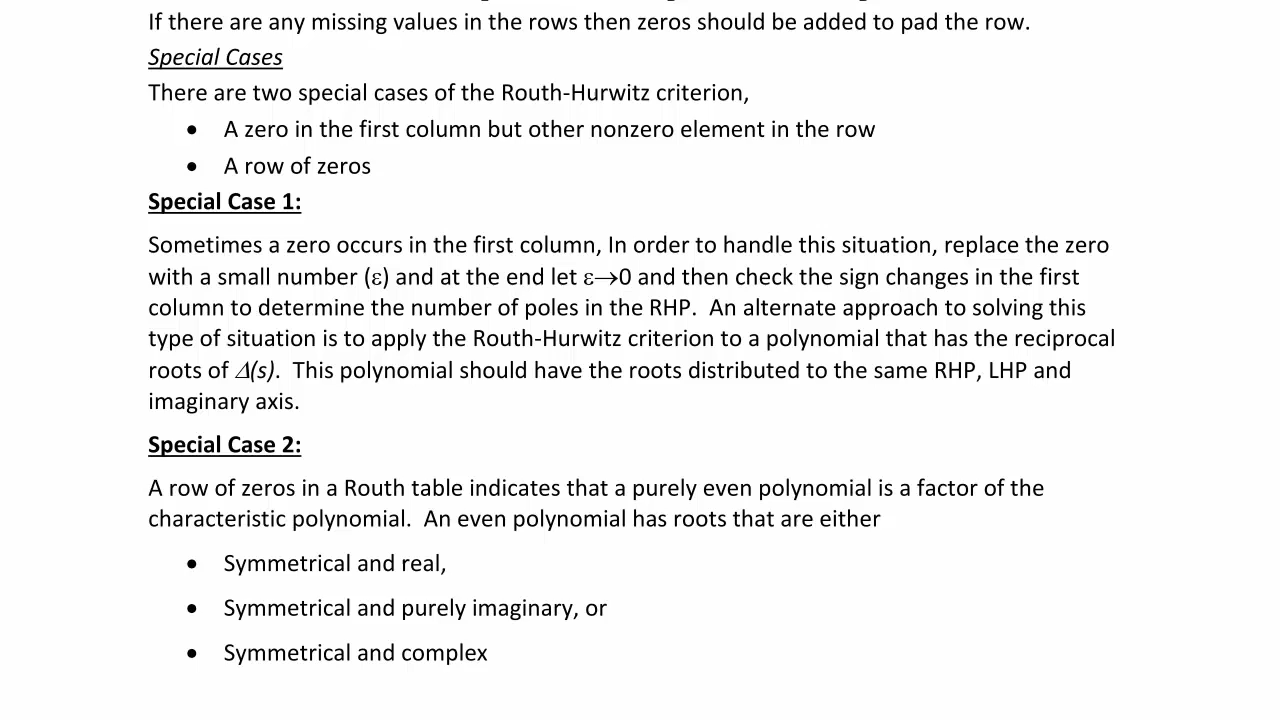 If there are any missing values in the rows then zeros should be added to pad the row.
Special Cases
There are two special cases of the Routh-Hurwitz criterion,
• A zero in the first column but other nonzero element in the row
• A row of zeros
Special Case 1:
Sometimes a zero occurs in the first column, In order to handle this situation, replace the zero
with a small number (ε) and at the end let ε→0 and then check the sign changes in the first
column to determine the number of poles in the RHP.  An alternate approach to solving this
type of situation is to apply the Routh-Hurwitz criterion to a polynomial that has the reciprocal
roots of Δ(s).  This polynomial should have the roots distributed to the same RHP, LHP and
imaginary axis.
Special Case 2:
A row of zeros in a Routh table indicates that a purely even polynomial is a factor of the
characteristic polynomial.  An even polynomial has roots that are either
• Symmetrical and real,
• Symmetrical and purely imaginary, or
• Symmetrical and complex